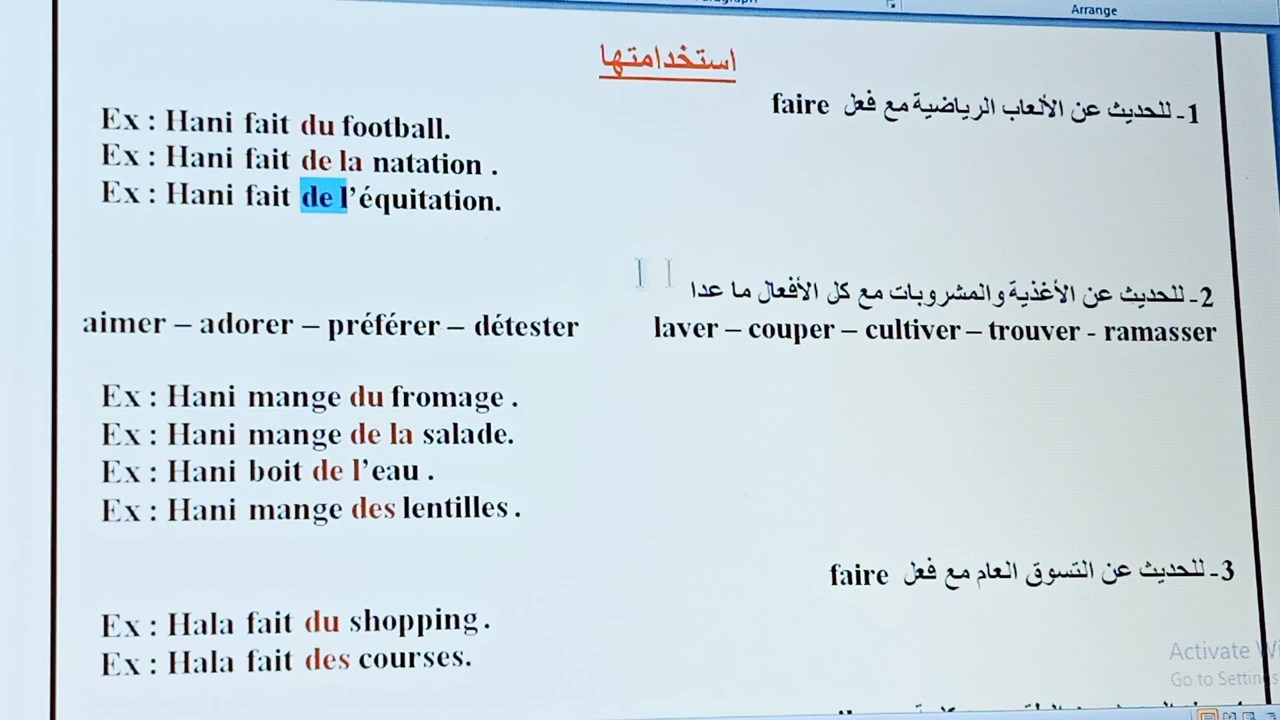 Arrange
استخدامتها
1- للحديث عن الألعاب الرياضية مع فعل faire
Ex : Hani fait du football.
Ex : Hani fait de la natation .
Ex : Hani fait de l’équitation.
2- للحديث عن الأغذية والمشروبات مع كل الأفعال ما عدا
aimer – adorer – préférer – détester laver – couper – cultiver – trouver - ramasser
Ex : Hani mange du fromage .
Ex : Hani mange de la salade.
Ex : Hani boit de l’eau .
Ex : Hani mange des lentilles .
3- للحديث عن التسوق العام مع فعل faire
Ex : Hala fait du shopping.
Ex : Hala fait des courses.
Activate
Go to Settings